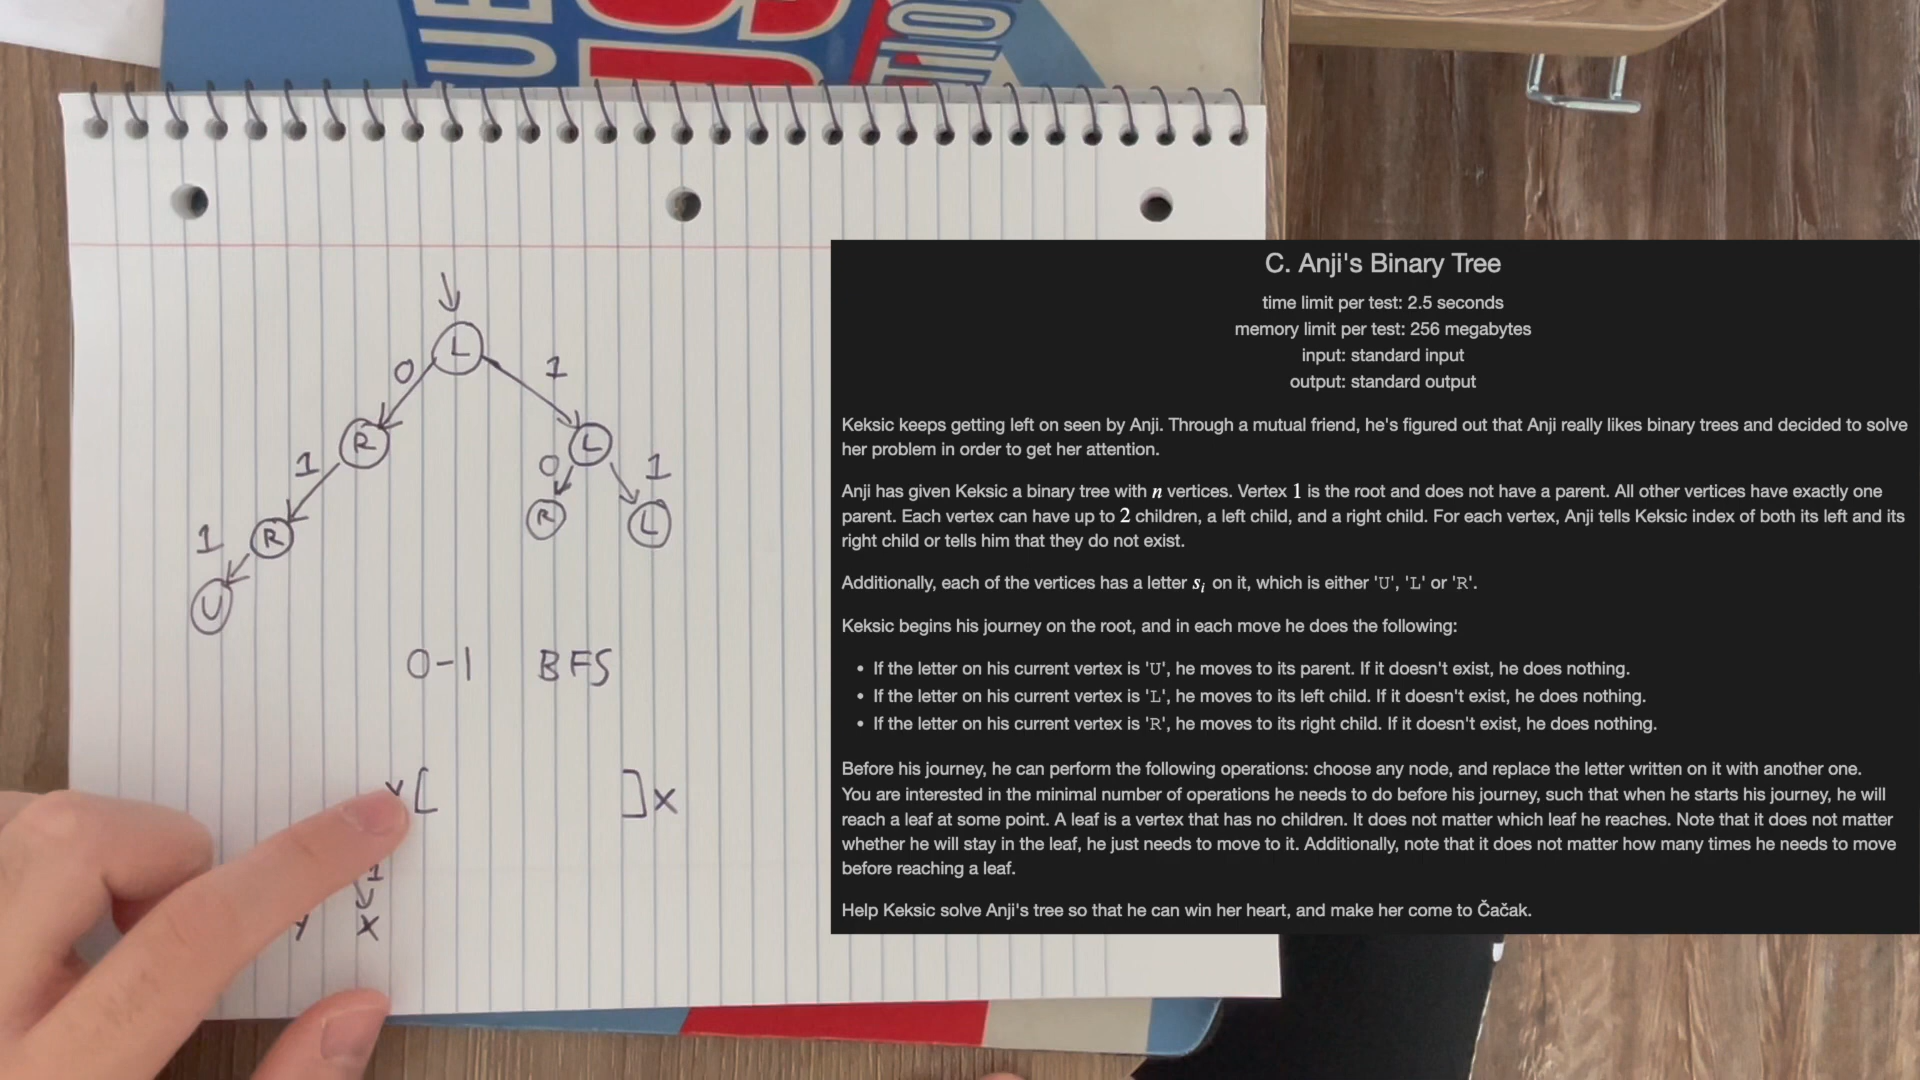 TUE
US
TION
L
0
1
R
L
1
0
1
R
R
L
1
U
0-1 BFS
Y [ ] X
1
Y X
C. Anji's Binary Tree
time limit per test: 2.5 seconds
memory limit per test: 256 megabytes
input: standard input
output: standard output
Keksic keeps getting left on seen by Anji. Through a mutual friend, he's figured out that Anji really likes binary trees and decided to solve
her problem in order to get her attention.
Anji has given Keksic a binary tree with n vertices. Vertex 1 is the root and does not have a parent. All other vertices have exactly one
parent. Each vertex can have up to 2 children, a left child, and a right child. For each vertex, Anji tells Keksic index of both its left and its
right child or tells him that they do not exist.
Additionally, each of the vertices has a letter sᵢ on it, which is either 'U', 'L' or 'R'.
Keksic begins his journey on the root, and in each move he does the following:
• If the letter on his current vertex is 'U', he moves to its parent. If it doesn't exist, he does nothing.
• If the letter on his current vertex is 'L', he moves to its left child. If it doesn't exist, he does nothing.
• If the letter on his current vertex is 'R', he moves to its right child. If it doesn't exist, he does nothing.
Before his journey, he can perform the following operations: choose any node, and replace the letter written on it with another one.
You are interested in the minimal number of operations he needs to do before his journey, such that when he starts his journey, he will
reach a leaf at some point. A leaf is a vertex that has no children. It does not matter which leaf he reaches. Note that it does not matter
whether he will stay in the leaf, he just needs to move to it. Additionally, note that it does not matter how many times he needs to move
before reaching a leaf.
Help Keksic solve Anji's tree so that he can win her heart, and make her come to Čačak.